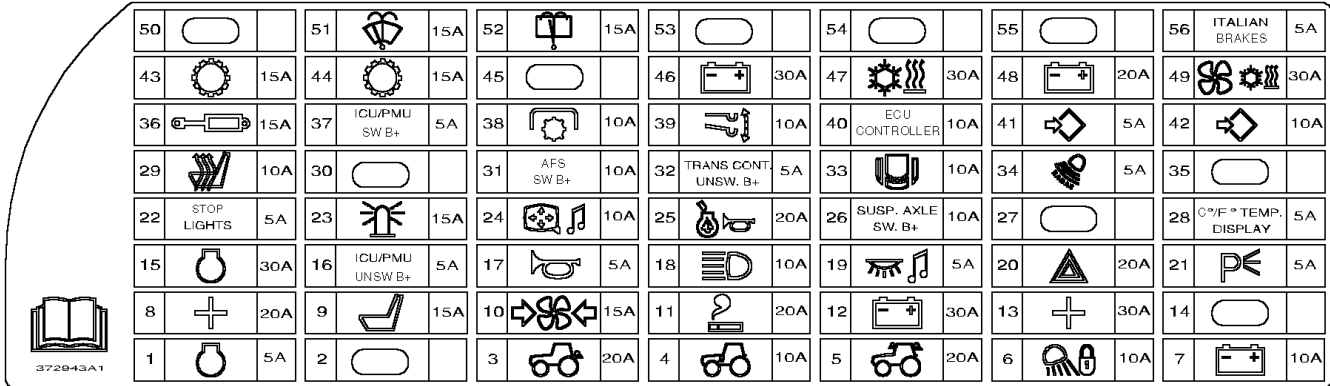 50 51 15A 52 15A 53 54 55 56 ITALIAN BRAKES 5A
43 15A 44 15A 45 46 30A 47 30A 48 20A 49 30A
36 15A 37 ICU/PMU SW B+ 5A 38 10A 39 10A 40 ECU CONTROLLER 10A 41 5A 42 10A
29 10A 30 31 AFS SW B+ 10A 32 TRANS CONT. UNSW. B+ 5A 33 10A 34 5A 35
22 STOP LIGHTS 5A 23 15A 24 10A 25 20A 26 SUSP. AXLE SW. B+ 10A 27 28 C°/F° TEMP. DISPLAY 5A
15 30A 16 ICU/PMU UNSW B+ 5A 17 5A 18 10A 19 5A 20 20A 21 P 5A
8 20A 9 15A 10 15A 11 20A 12 30A 13 30A 14
1 5A 2 3 20A 4 10A 5 20A 6 10A 7 10A
372943A1